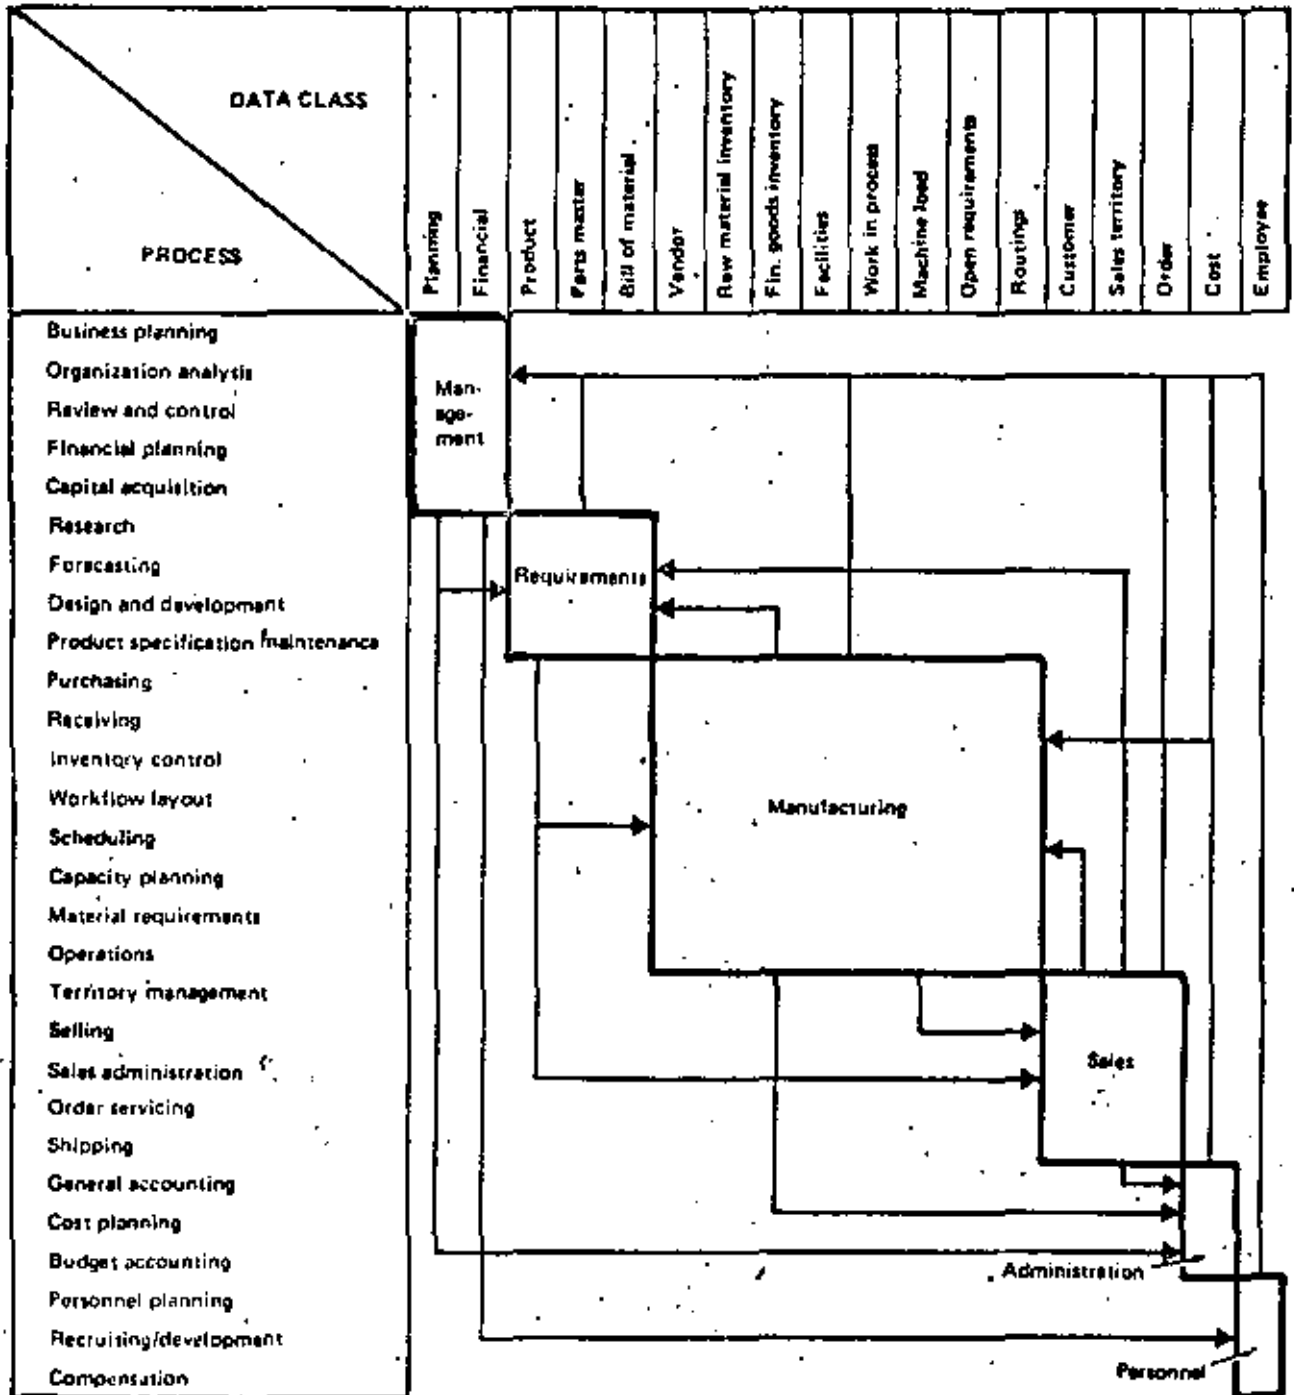 DATA CLASS
PROCESS
Planning
Financial
Product
Parts master
Bill of material
Vendor
Raw material inventory
Fin. goods inventory
Facilities
Work in process
Machine load
Open requirements
Routings
Customer
Sales territory
Order
Cost
Employee
Business planning
Organization analysis
Review and control
Financial planning
Capital acquisition
Research
Forecasting
Design and development
Product specification maintenance
Purchasing
Receiving
Inventory control
Workflow layout
Scheduling
Capacity planning
Material requirements
Operations
Territory management
Selling
Sales administration
Order servicing
Shipping
General accounting
Cost planning
Budget accounting
Personnel planning
Recruiting/development
Compensation
Man-
age-
ment
Requirements
Manufacturing
Sales
Administration
Personnel